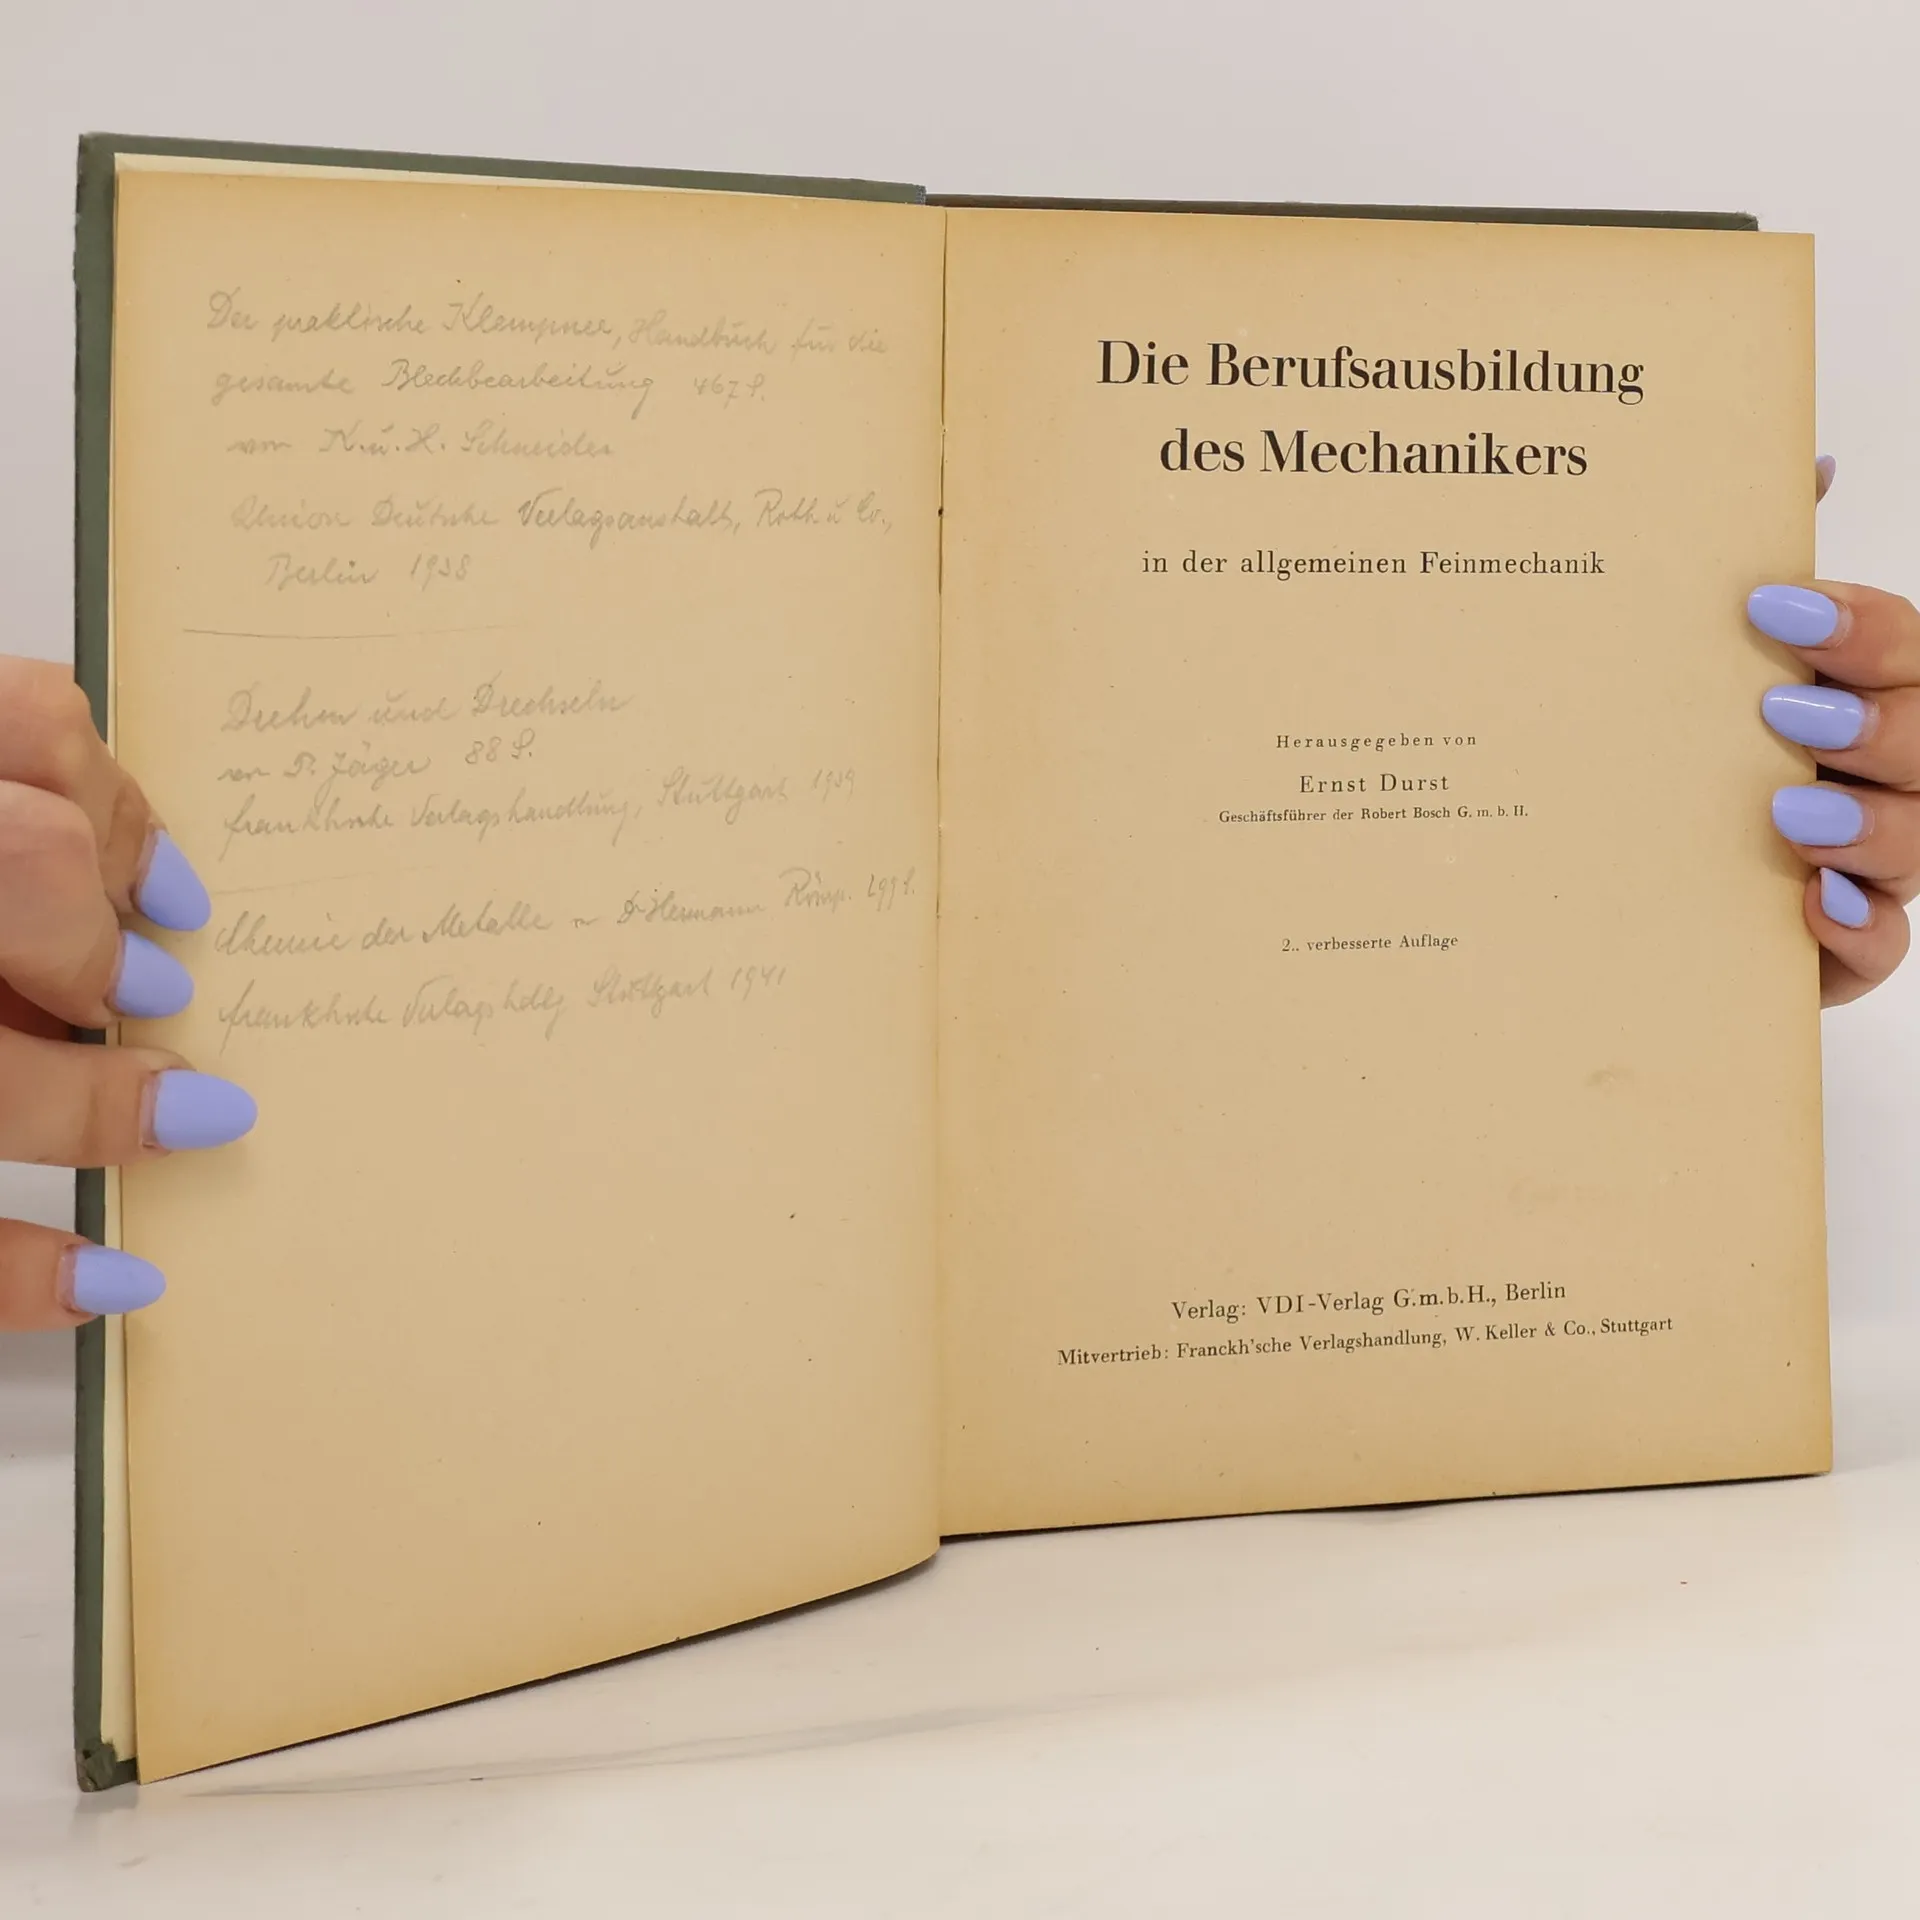 Der praktische Klempner, Handbuch für die
gesamte Blechbearbeitung 467 S.
von K. u. H. Schneider
Union Deutsche Verlagsanstalt, Roth u Co.,
Berlin 1938
Drehen und Drechseln
von P. Jäger 88 S.
Franckhsche Verlagshandlung, Stuttgart 1939
Chemie der Metalle v Dr Hermann Römp. 299 S.
Franckhsche Verlagshdlg Stuttgart 1941
Die Berufsausbildung
des Mechanikers
in der allgemeinen Feinmechanik
Herausgegeben von
Ernst Durst
Geschäftsführer der Robert Bosch G. m. b. H.
2., verbesserte Auflage
Verlag: VDI-Verlag G.m.b.H., Berlin
Mitvertrieb: Franckh'sche Verlagshandlung, W. Keller & Co., Stuttgart